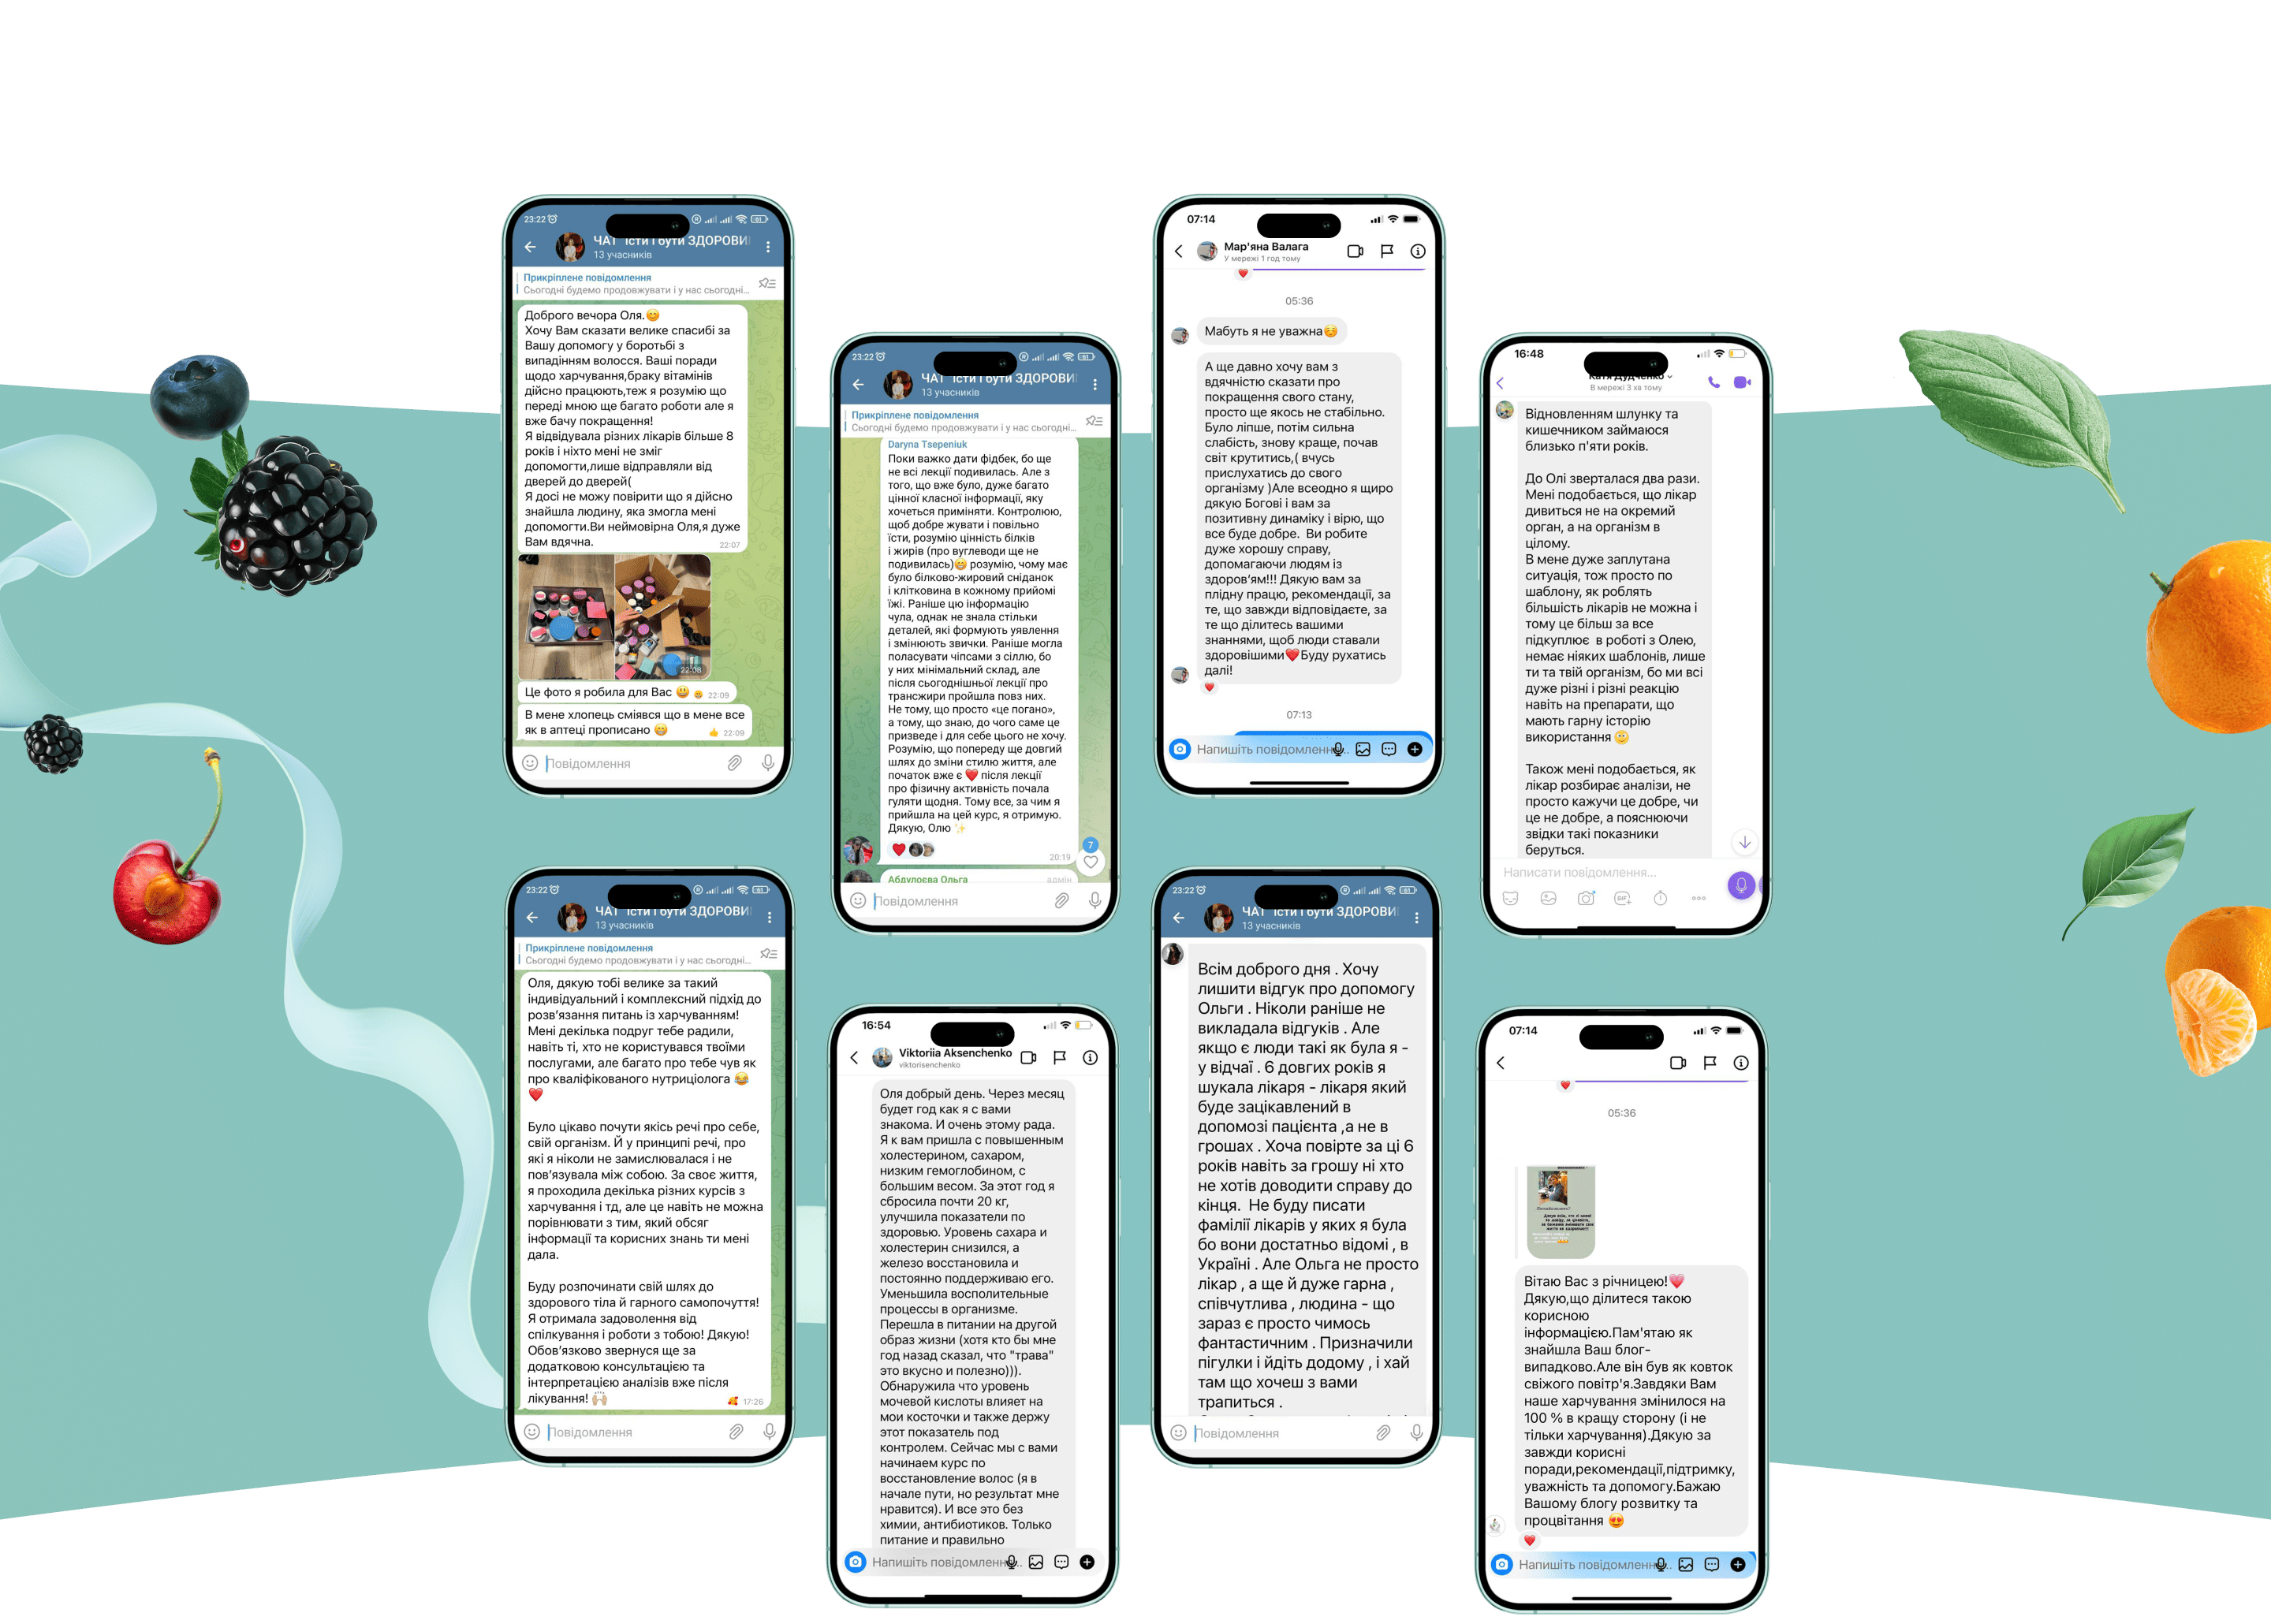 23:22
ЧАТ Їсти і бути ЗДОРОВИ
13 учасників
Прикріплене повідомлення
Сьогодні будемо продовжувати і у нас сьогодні...
Доброго вечора Оля.😊
Хочу Вам сказати велике спасибі за
Вашу допомогу у боротьбі з
випадінням волосся. Ваші поради
щодо харчування,браку вітамінів
дійсно працюють,теж я розумію що
переді мною ще багато роботи але я
вже бачу покращення!
Я відвідувала різних лікарів більше 8
років і ніхто мені не зміг
допомогти,лише відправляли від
дверей до дверей(
Я досі не можу повірити що я дійсно
знайшла людину, яка змогла мені
допомогти.Ви неймовірна Оля,я дуже
Вам вдячна.
22:07
22:08
Це фото я робила для Вас 😃
22:09
В мене хлопець сміявся що в мене все
як в аптеці прописано 😁
22:09
Повідомлення
23:22
ЧАТ Їсти і бути ЗДОРОВИ
13 учасників
Прикріплене повідомлення
Сьогодні будемо продовжувати і у нас сьогодні...
Daryna Tsepeniuk
Поки важко дати фідбек, бо ще
не всі лекції подивилась. Але з
того, що вже було, дуже багато
цінної класної інформації, яку
хочеться приміняти. Контролюю,
щоб добре жувати і повільно
їсти, розумію цінність білків
і жирів (про вуглеводи ще не
подивилась)😁 розумію, чому має
було білково-жировий сніданок
і клітковина в кожному прийомі
їжі. Раніше цю інформацію
чула, однак не знала стільки
деталей, які формують уявлення
і змінюють звички. Раніше могла
поласувати чіпсами з сіллю, бо
у них мінімальний склад, але
після сьогоднішньої лекції про
трансжири пройшла повз них.
Не тому, що просто «це погано»,
а тому, що знаю, до чого саме це
призведе і для себе цього не хочу.
Розумію, що попереду ще довгий
шлях до зміни стилю життя, але
початок вже є ❤️ після лекції
про фізичну активність почала
гуляти щодня. Тому все, за чим я
прийшла на цей курс, я отримую.
Дякую, Олю ✨
20:19
7
Абдулоєва Ольга
адмін
Повідомлення
07:14
Мар'яна Валага
У мережі 1 год тому
05:36
Мабуть я не уважна☺️
А ще давно хочу вам з
вдячністю сказати про
покращення свого стану,
просто ще якось не стабільно.
Було ліпше, потім сильна
слабість, знову краще, почав
світ крутитись,( вчусь
прислухатись до свого
організму )Але всеодно я щиро
дякую Богові і вам за
позитивну динаміку і вірю, що
все буде добре. Ви робите
дуже хорошу справу,
допомагаючи людям із
здоров'ям!!! Дякую вам за
плідну працю, рекомендації, за
те, що завжди відповідаєте, за
те що ділитесь вашими
знаннями, щоб люди ставали
здоровішими❤️Буду рухатись
далі!
07:13
Напишіть повідомленн...
16:48
Катя Дудченко
В мережі 3 хв тому
Відновленням шлунку та
кишечником займаюся
близько п'яти років.
До Олі зверталася два рази.
Мені подобається, що лікар
дивиться не на окремий
орган, а на організм в
цілому.
В мене дуже заплутана
ситуація, тож просто по
шаблону, як роблять
більшість лікарів не можна і
тому це більш за все
підкуплює в роботі з Олею,
немає ніяких шаблонів, лише
ти та твій організм, бо ми всі
дуже різні і різні реакцію
навіть на препарати, що
мають гарну історію
використання 🙂
Також мені подобається, як
лікар розбирає аналізи, не
просто кажучи це добре, чи
це не добре, а пояснюючи
звідки такі показники
беруться.
Написати повідомлення...
GIF
23:22
ЧАТ Їсти і бути ЗДОРОВИ
13 учасників
Прикріплене повідомлення
Сьогодні будемо продовжувати і у нас сьогодні...
Оля, дякую тобі велике за такий
індивідуальний і комплексний підхід до
розв'язання питань із харчуванням!
Мені декілька подруг тебе радили,
навіть ті, хто не користувався твоїми
послугами, але багато про тебе чув як
про кваліфікованого нутриціолога 😂
❤️
Було цікаво почути якісь речі про себе,
свій організм. Й у принципі речі, про
які я ніколи не замислювалася і не
пов'язувала між собою. За своє життя,
я проходила декілька різних курсів з
харчування і тд, але це навіть не можна
порівнювати з тим, який обсяг
інформації та корисних знань ти мені
дала.
Буду розпочинати свій шлях до
здорового тіла й гарного самопочуття!
Я отримала задоволення від
спілкування і роботи з тобою! Дякую!
Обов'язково звернуся ще за
додатковою консультацією та
інтерпретацією аналізів вже після
лікування! 🙌🏼
17:26
Повідомлення
16:54
Viktoriia Aksenchenko
viktorisenchenko
Оля добрый день. Через месяц
будет год как я с вами
знакома. И очень этому рада.
Я к вам пришла с повышенным
холестерином, сахаром,
низким гемоглобином, с
большим весом. За этот год я
сбросила почти 20 кг,
улучшила показатели по
здоровью. Уровень сахара и
холестерин снизился, а
железо восстановила и
постоянно поддерживаю его.
Уменьшила восполительные
процессы в организме.
Перешла в питании на другой
образ жизни (хотя кто бы мне
год назад сказал, что "трава"
это вкусно и полезно))).
Обнаружила что уровень
мочевой кислоты влияет на
мои косточки и также держу
этот показатель под
контролем. Сейчас мы с вами
начинаем курс по
восстановление волос (я в
начале пути, но результат мне
нравится). И все это без
химии, антибиотиков. Только
питание и правильно
Напишіть повідомленн...
23:22
ЧАТ Їсти і бути ЗДОРОВИ
13 учасників
Всім доброго дня . Хочу
лишити відгук про допомогу
Ольги . Ніколи раніше не
викладала відгуків . Але
якщо є люди такі як була я -
у відчаї . 6 довгих років я
шукала лікаря - лікаря який
буде зацікавлений в
допомозі пацієнта ,а не в
грошах . Хоча повірте за ці 6
років навіть за грошу ні хто
не хотів доводити справу до
кінця. Не буду писати
фамілії лікарів у яких я була
бо вони достатньо відомі , в
Україні . Але Ольга не просто
лікар , а ще й дуже гарна ,
співчутлива , людина - що
зараз є просто чимось
фантастичним . Призначили
пігулки і йдіть додому , і хай
там що хочеш з вами
трапиться .
Повідомлення
07:14
05:36
Вітаю Вас з річницею!💗
Дякую,що ділитеся такою
корисною
інформацією.Пам'ятаю як
знайшла Ваш блог-
випадково.Але він був як ковток
свіжого повітр'я.Завдяки Вам
наше харчування змінилося на
100 % в кращу сторону (і не
тільки харчування).Дякую за
завжди корисні
поради,рекомендації,підтримку,
уважність та допомогу.Бажаю
Вашому блогу розвитку та
процвітання 😍
Напишіть повідомленн...